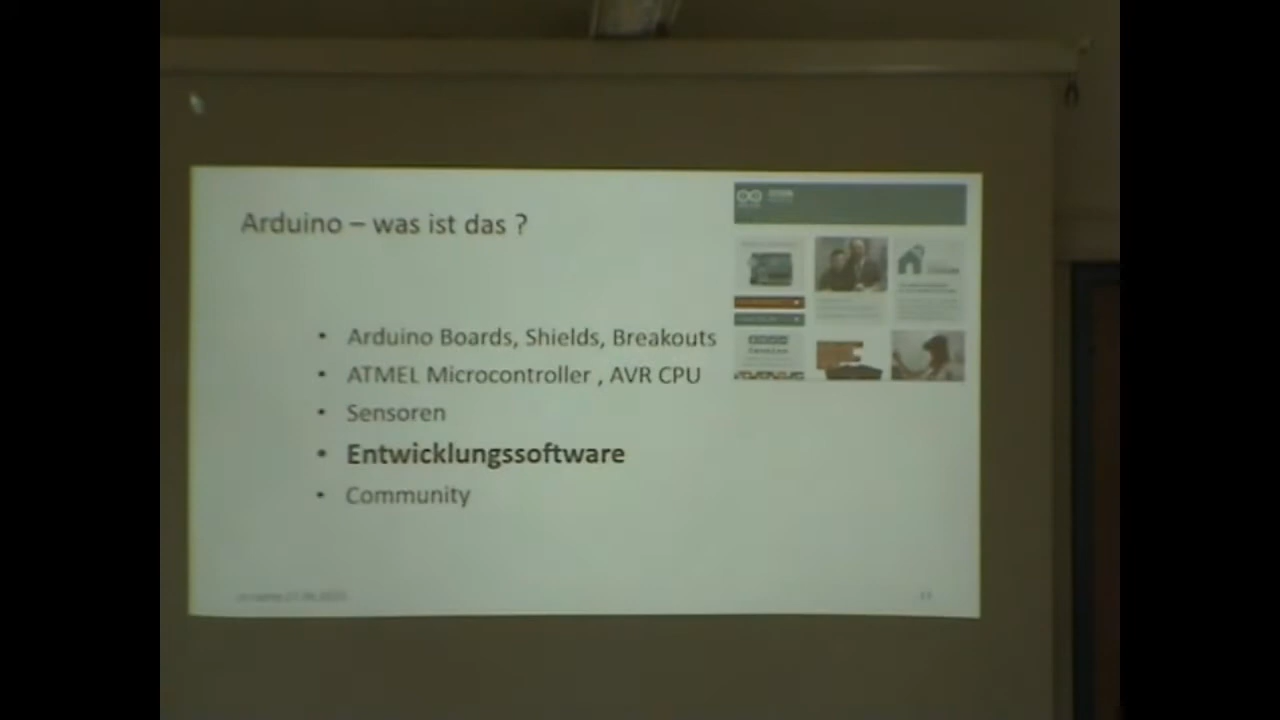 Arduino – was ist das ?
• Arduino Boards, Shields, Breakouts
• ATMEL Microcontroller , AVR CPU
• Sensoren
• Entwicklungssoftware
• Community